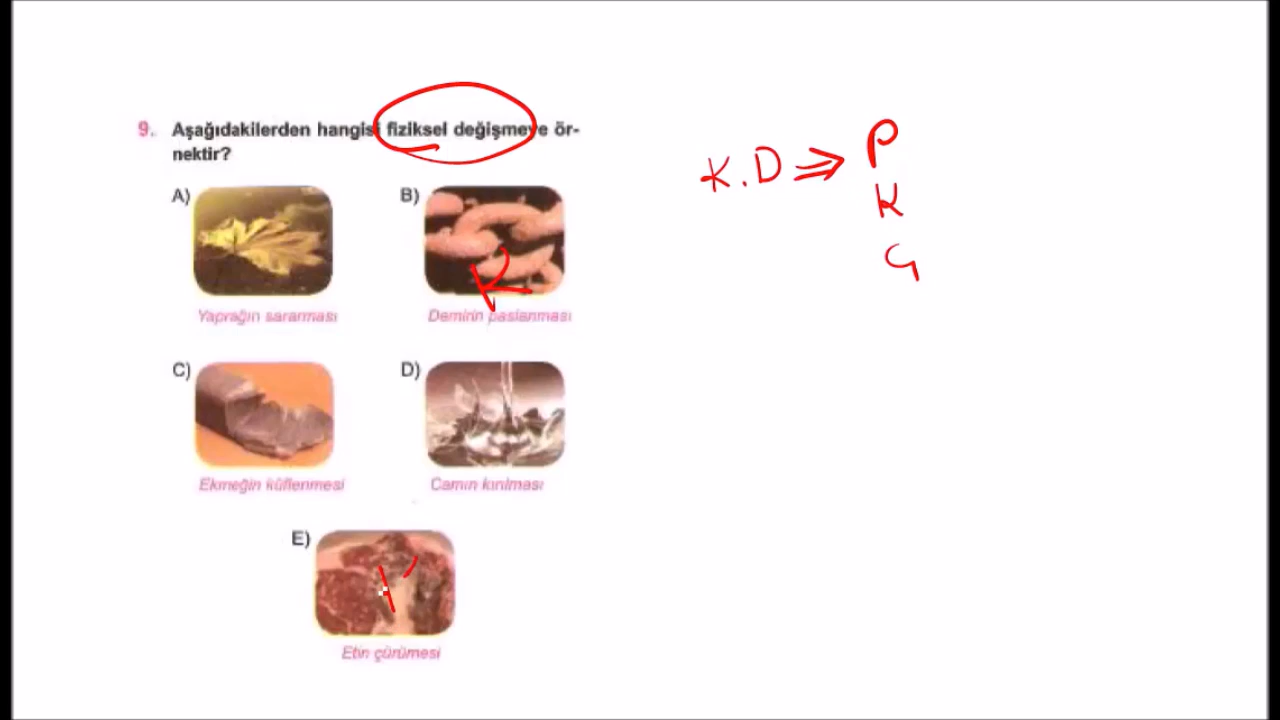 9. Aşağıdakilerden hangisi fiziksel değişmeye ör-
nektir?
K.D ⇒ P
K
Ç
A)
B)
K
Yaprağın sararması
Demirin paslanması
C)
D)
Ekmeğin küflenmesi
Camın kırılması
E)
Etin çürümesi